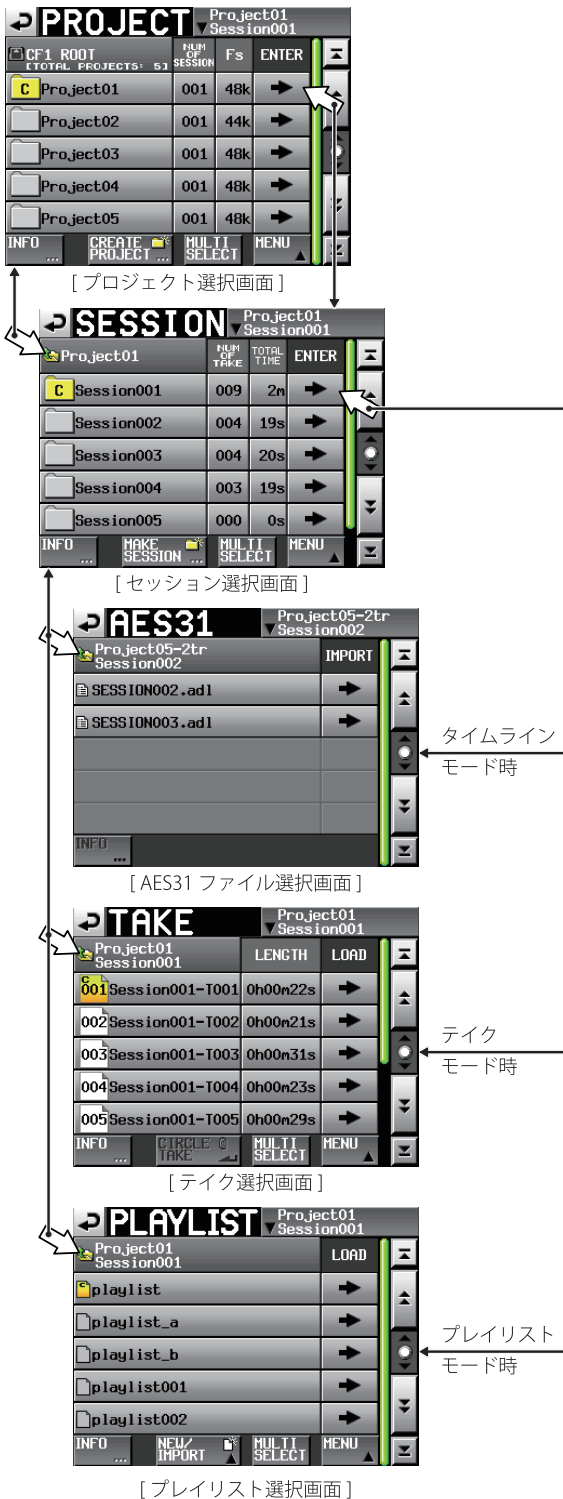 PROJECT ▼Project01
Session001
CF1 ROOT
[TOTAL PROJECTS: 5]
NUM OF SESSION Fs ENTER
C Project01 001 48k
Project02 001 44k
Project03 001 48k
Project04 001 48k
Project05 001 48k
INFO ... CREATE PROJECT ... MULTI SELECT MENU ▲
[ プロジェクト選択画面 ]
SESSION ▼Project01
Session001
Project01 NUM OF TAKE TOTAL TIME ENTER
C Session001 009 2m
Session002 004 19s
Session003 004 20s
Session004 003 19s
Session005 000 0s
INFO ... MAKE SESSION ... MULTI SELECT MENU ▲
[ セッション選択画面 ]
AES31 ▼Project05-2tr
Session002
Project05-2tr
Session002
IMPORT
SESSION002.adl
SESSION003.adl
INFO ...
タイムライン
モード時
[ AES31 ファイル選択画面 ]
TAKE ▼Project01
Session001
Project01
Session001
LENGTH LOAD
C 001 Session001-T001 0h00m22s
002 Session001-T002 0h00m21s
003 Session001-T003 0h00m31s
004 Session001-T004 0h00m23s
005 Session001-T005 0h00m29s
INFO ... CIRCLE @ TAKE MULTI SELECT MENU ▲
テイク
モード時
[ テイク選択画面 ]
PLAYLIST ▼Project01
Session001
Project01
Session001
LOAD
C playlist
playlist_a
playlist_b
playlist001
playlist002
INFO ... NEW/ IMPORT ▲ MULTI SELECT MENU ▲
プレイリスト
モード時
[ プレイリスト選択画面 ]